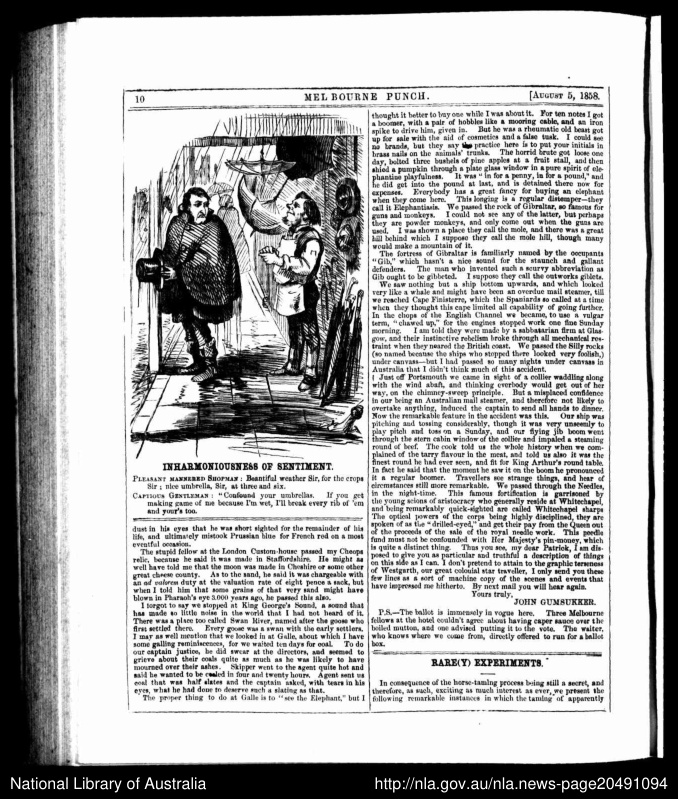 10
MELBOURNE PUNCH.
[AUGUST 5, 1858.
INHARMONIOUSNESS OF SENTIMENT.
PLEASANT MANNERED SHOPMAN: Beautiful weather Sir, for the crops
Sir; nice umbrella, Sir, at three and six.
CAPTIOUS GENTLEMAN: "Confound your umbrellas. If you get
making game of me because I'm wet, I'll break every rib of 'em
and your's too.
dust in his eyes that he was short sighted for the remainder of his
life, and ultimately mistook Prussian blue for French red on a most
eventful occasion.
The stupid fellow at the London Custom-house passed my Cheops
relic, because he said it was made in Staffordshire. He might as
well have told me that the moon was made in Cheshire or some other
great cheese county. As to the sand, he said it was chargeable with
an ad valorem duty at the valuation rate of eight pence a sack, but
when I told him that some grains of that very sand might have
blown in Pharaoh's eye 3,000 years ago, he passed this also.
I forgot to say we stopped at King George's Sound, a sound that
has made so little noise in the world that I had not heard of it.
There was a place too called Swan River, named after the goose who
first settled there. Every goose was a swan with the early settlers,
I may as well mention that we looked in at Galle, about which I have
some galling reminiscences, for we waited ten days for coal. To do
our captain justice, he did swear at the directors, and seemed to
grieve about their coals quite as much as he was likely to have
mourned over their ashes. Skipper went to the agent quite hot and
said he wanted to be coaled in four and twenty hours. Agent sent us
coal that was half slates and the captain asked, with tears in his
eyes, what he had done to deserve such a slating as that.
The proper thing to do at Galle is to "see the Elephant," but I
thought it better to buy one while I was about it. For ten notes I got
a boomer, with a pair of hobbles like a mooring cable, and an iron
spike to drive him, given in. But he was a rheumatic old beast got
up for sale with the aid of cosmetics and a false tusk. I could see
no brands, but they say the practice here is to put your initials in
brass nails on the animals' trunks. The horrid brute got loose one
day, bolted three bushels of pine apples at a fruit stall, and then
shied a pumpkin through a plate glass window in a pure spirit of ele-
phantine playfulness. It was "in for a penny, in for a pound," and
he did get into the pound at last, and is detained there now for
expenses. Everybody has a great fancy for buying an elephant
when they come here. This longing is a regular distemper—they
call it Elephantiasis. We passed the rock of Gibraltar, so famous for
guns and monkeys. I could not see any of the latter, but perhaps
they are powder monkeys, and only come out when the guns are
used. I was shown a place they call the mole, and there was a great
hill behind which I suppose they call the mole hill, though many
would make a mountain of it.
The fortress of Gibraltar is familiarly named by the occupants
"Gib," which hasn't a nice sound for the staunch and gallant
defenders. The man who invented such a scurvy abbreviation as
Gib ought to be gibbeted. I suppose they call the outworks giblets.
We saw nothing but a ship bottom upwards, and which looked
very like a whale and might have been an overdue mail steamer, till
we reached Cape Finisterre, which the Spaniards so called at a time
when they thought this cape limited all capability of going further.
In the chops of the English Channel we became, to use a vulgar
term, "chawed up," for the engines stopped work one fine Sunday
morning. I am told they were made by a sabbatarian firm at Glas-
gow, and their instinctive rebelism broke through all mechanical res-
traint when they neared the British coast. We passed the Silly rocks
(so named because the ships who stopped there looked very foolish,)
under canvass—but I had passed so many nights under canvass in
Australia that I didn't think much of this accident.
Just off Portsmouth we came in sight of a collier waddling along
with the wind abaft, and thinking everbody would get out of her
way, on the chimney-sweep principle. But a misplaced confidence
in our being an Australian mail steamer, and therefore not likely to
overtake anything, induced the captain to send all hands to dinner.
Now the remarkable feature in the accident was this. Our ship was
pitching and tossing considerably, though it was very unseemly to
play pitch and toss on a Sunday, and our flying jib boom went
through the stern cabin window of the collier and impaled a steaming
round of beef. The cook told us the whole history when we com-
plained of the tarry flavour in the meat, and told us also it was the
finest round he had ever seen, and fit for King Arthur's round table.
In fact he said that the moment he saw it on the boom he pronounced
it a regular boomer. Travellers see strange things, and hear of
circumstances still more remarkable. We passed through the Needles,
in the night-time. This famous fortification is garrisoned by
the young scions of aristocracy who generally reside at Whitechapel,
and being remarkably quick-sighted are called Whitechapel sharps
The optical powers of the corps being highly disciplined, they are
spoken of as the "drilled-eyed," and get their pay from the Queen out
of the proceeds of the sale of the royal needle work. This needle
fund must not be confounded with Her Majesty's pin-money, which
is quite a distinct thing. Thus you see, my dear Patrick, I am dis-
posed to give you as particular and truthful a description of things
on this side as I can. I don't pretend to attain to the graphic terseness
of Westgarth, our great colonial star traveller, I only send you these
few lines as a sort of machine copy of the scenes and events that
have impressed me hitherto. By next mail you will hear again.
Yours truly,
JOHN GUMSUKKER.
P.S.—The ballot is immensely in vogue here. Three Melbourne
fellows at the hotel couldn't agree about having caper sauce over the
boiled mutton, and one advised putting it to the vote. The waiter,
who knows where we come from, directly offered to run for a ballot
box.
RARE(Y) EXPERIMENTS.
In consequence of the horse-taming process being still a secret, and
therefore, as such, exciting as much interest as ever, we present the
following remarkable instances in which the taming of apparently
National Library of Australia
http://nla.gov.au/nla.news-page20491094